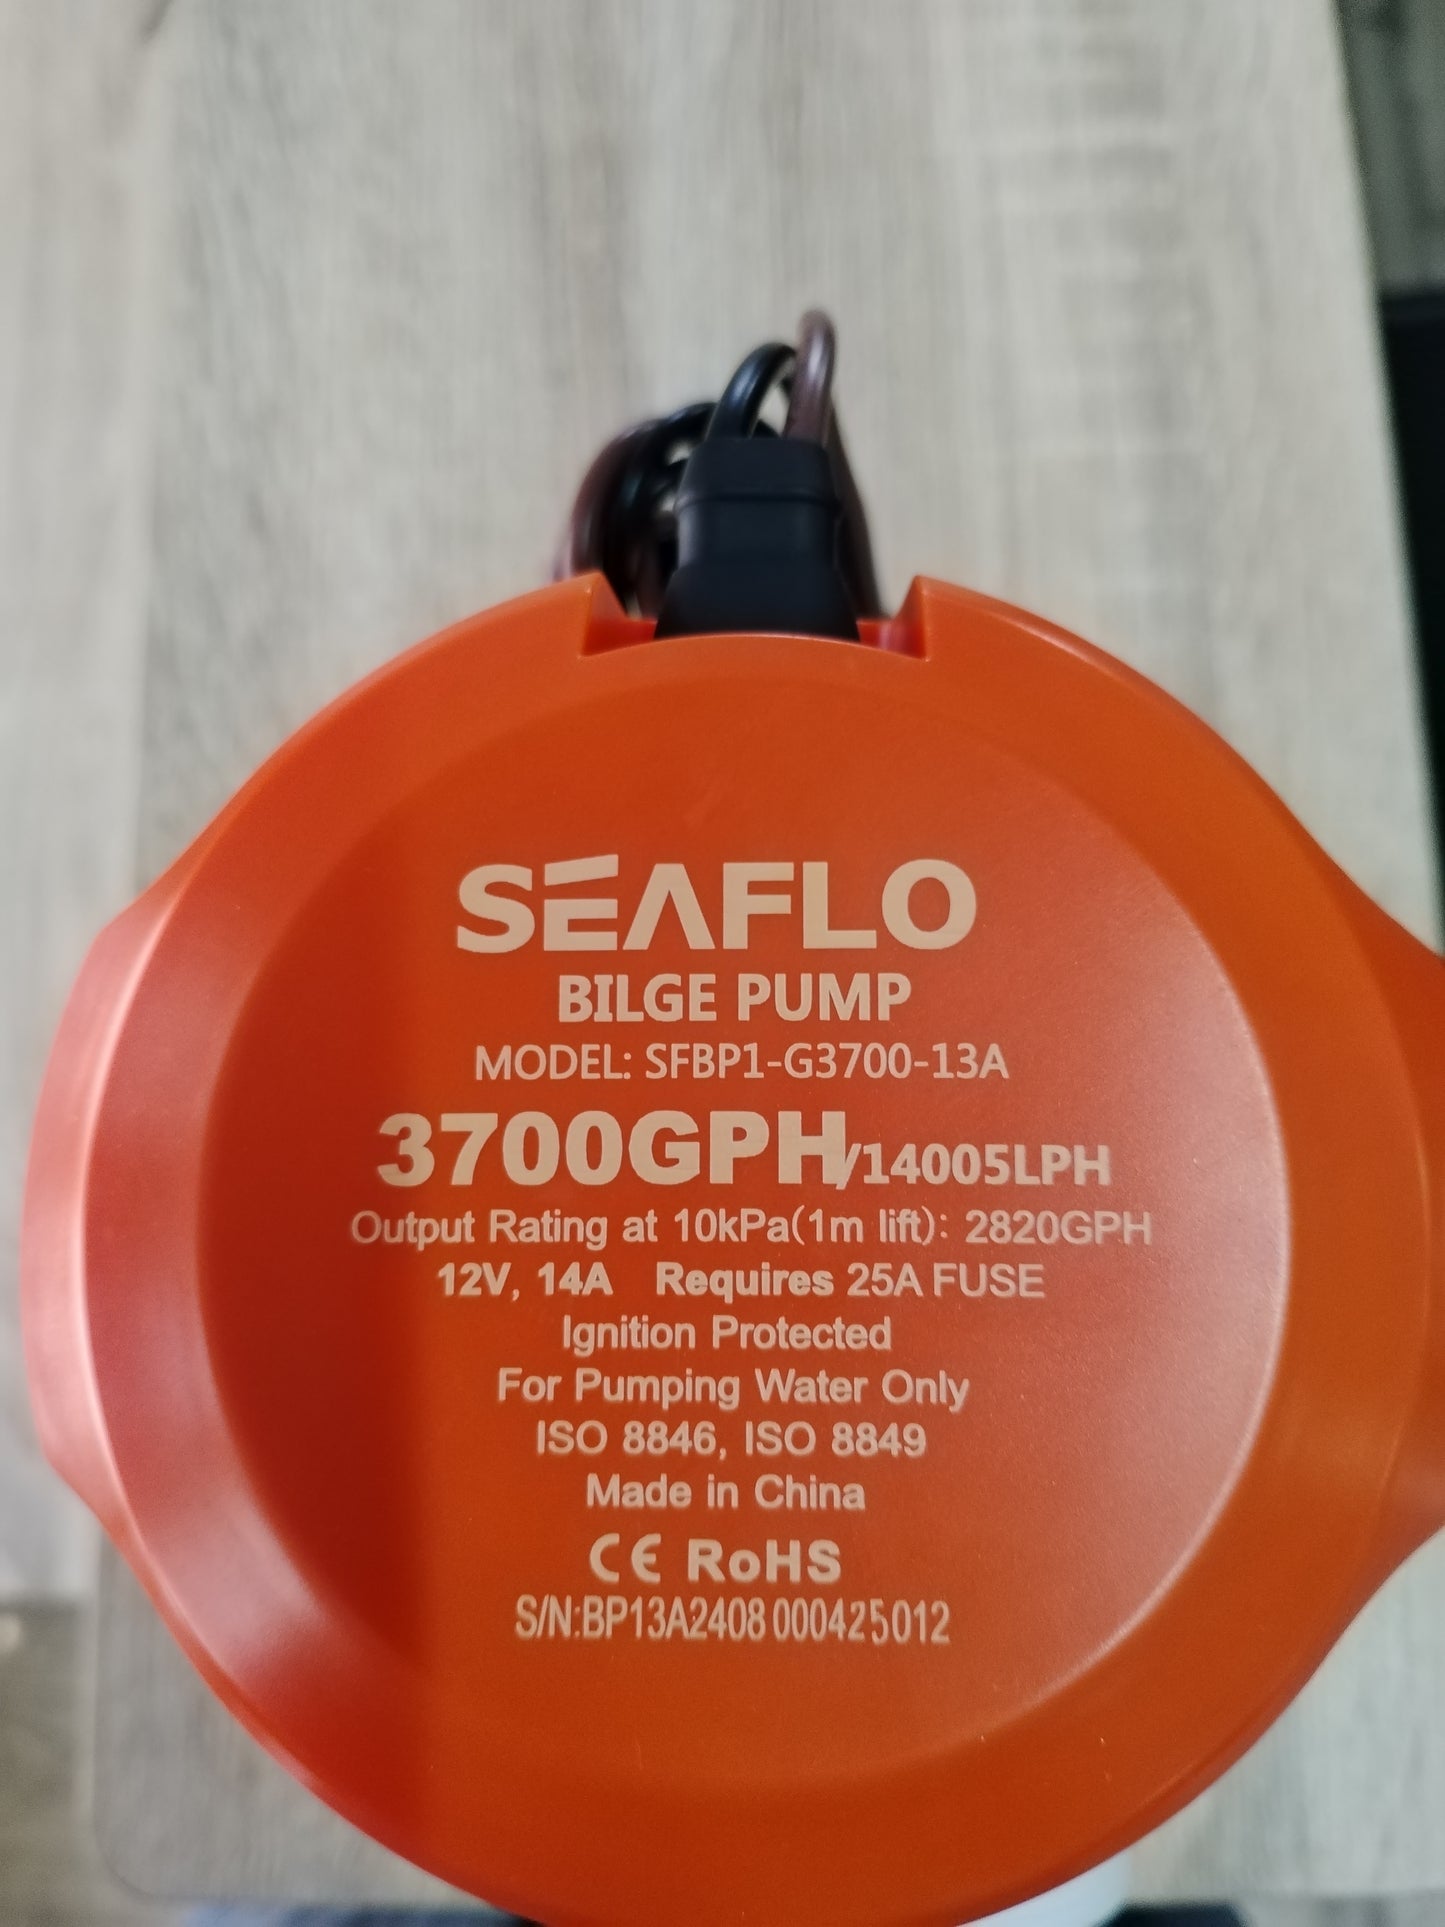 SEAFLO
BILGE PUMP
MODEL: SFBP1-G3700-13A
3700GPH/14005LPH
Output Rating at 10kPa(1m lift): 2820GPH
12V, 14A Requires 25A FUSE
Ignition Protected
For Pumping Water Only
ISO 8846, ISO 8849
Made in China
CE RoHS
S/N:BP13A2408 000425012